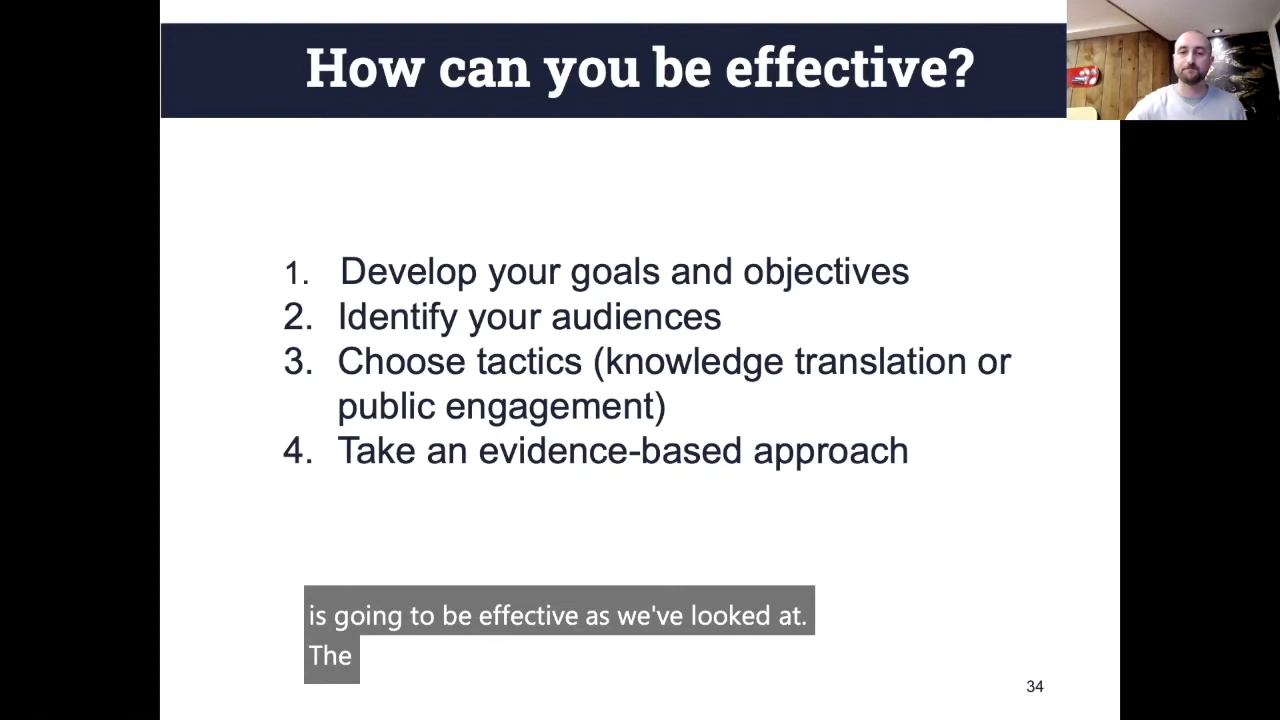 How can you be effective?
1. Develop your goals and objectives
2. Identify your audiences
3. Choose tactics (knowledge translation or
public engagement)
4. Take an evidence-based approach
is going to be effective as we've looked at.
The
34